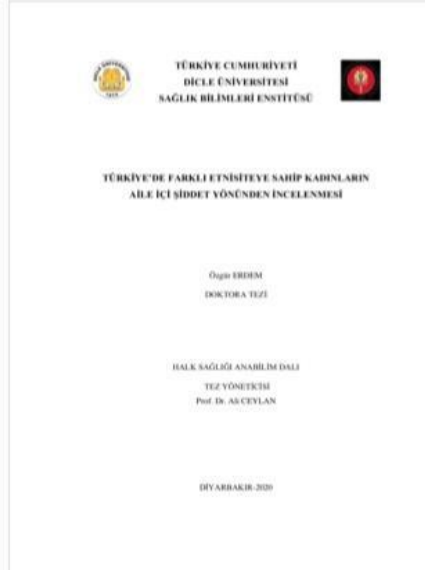 TÜRKİYE CUMHURİYETİ
DİCLE ÜNİVERSİTESİ
SAĞLIK BİLİMLERİ ENSTİTÜSÜ
TÜRKİYE'DE FARKLI ETNİSİTEYE SAHİP KADINLARIN
AİLE İÇİ ŞİDDET YÖNÜNDEN İNCELENMESİ
Özgür ERDEM
DOKTORA TEZİ
HALK SAĞLIĞI ANABİLİM DALI
TEZ YÖNETİCİSİ
Prof. Dr. Ali CEYLAN
DİYARBAKIR-2020